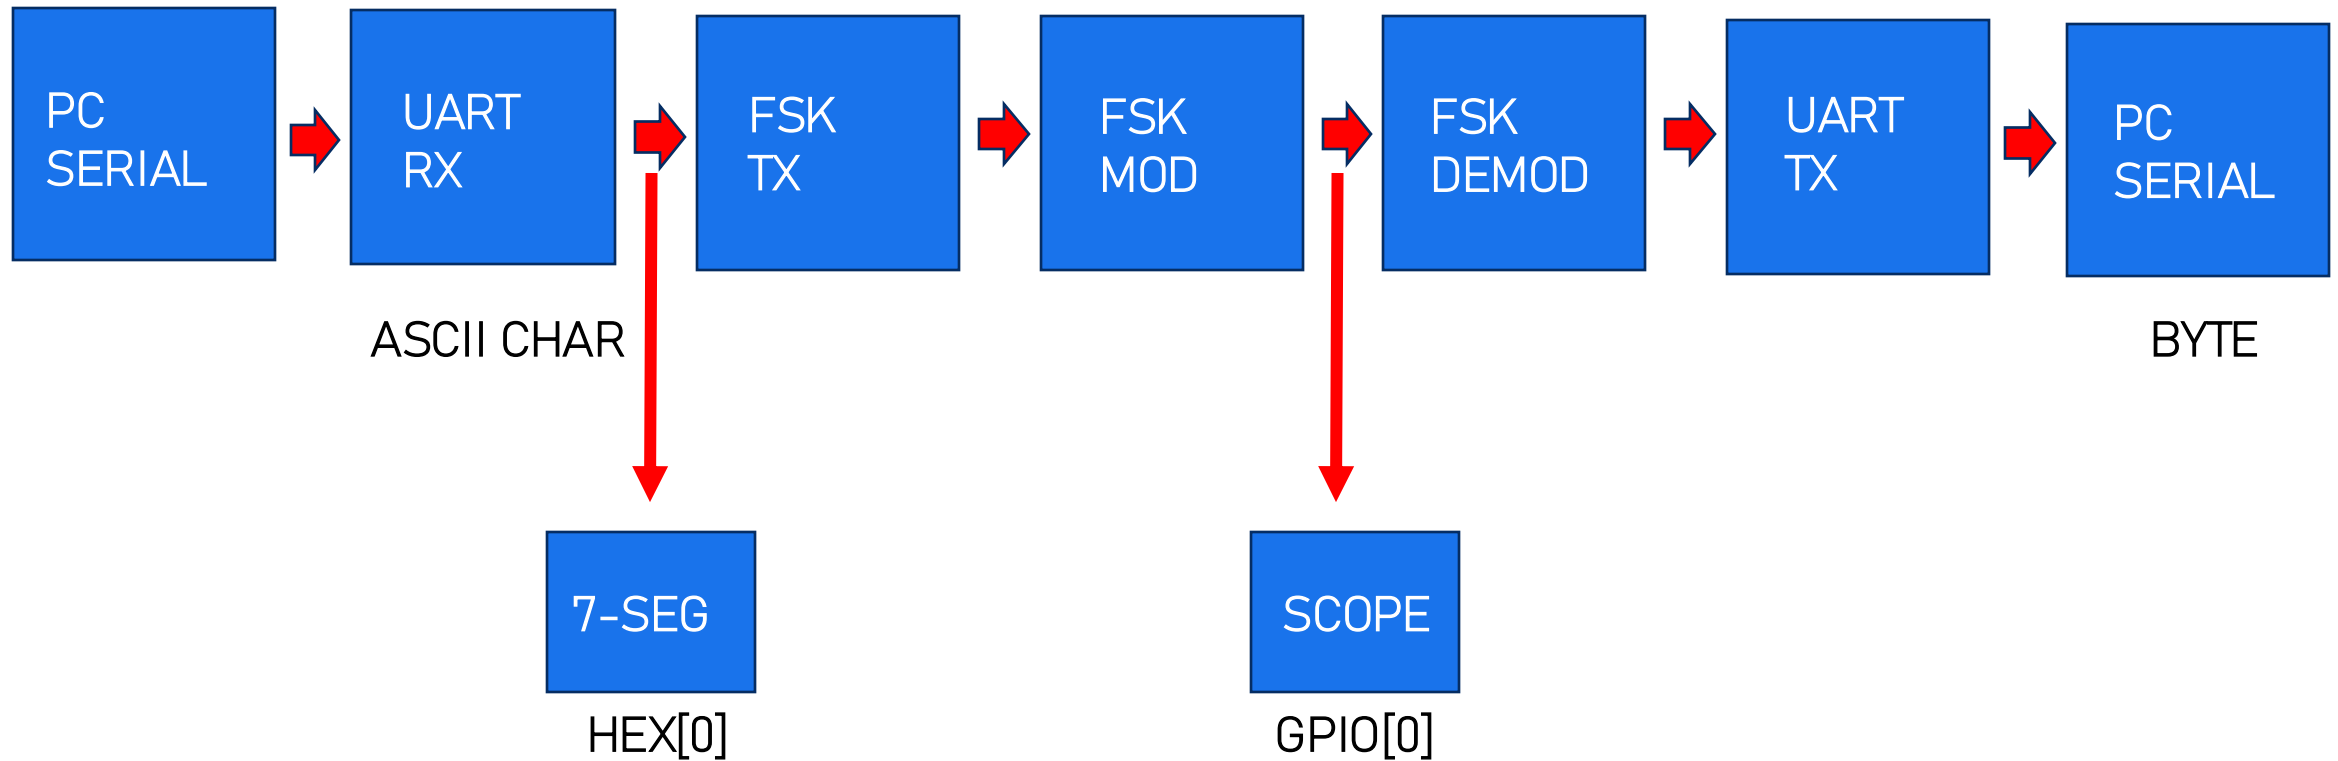 PC
SERIAL
UART
RX
FSK
TX
FSK
MOD
FSK
DEMOD
UART
TX
PC
SERIAL
ASCII CHAR
BYTE
7-SEG
SCOPE
HEX[0]
GPIO[0]